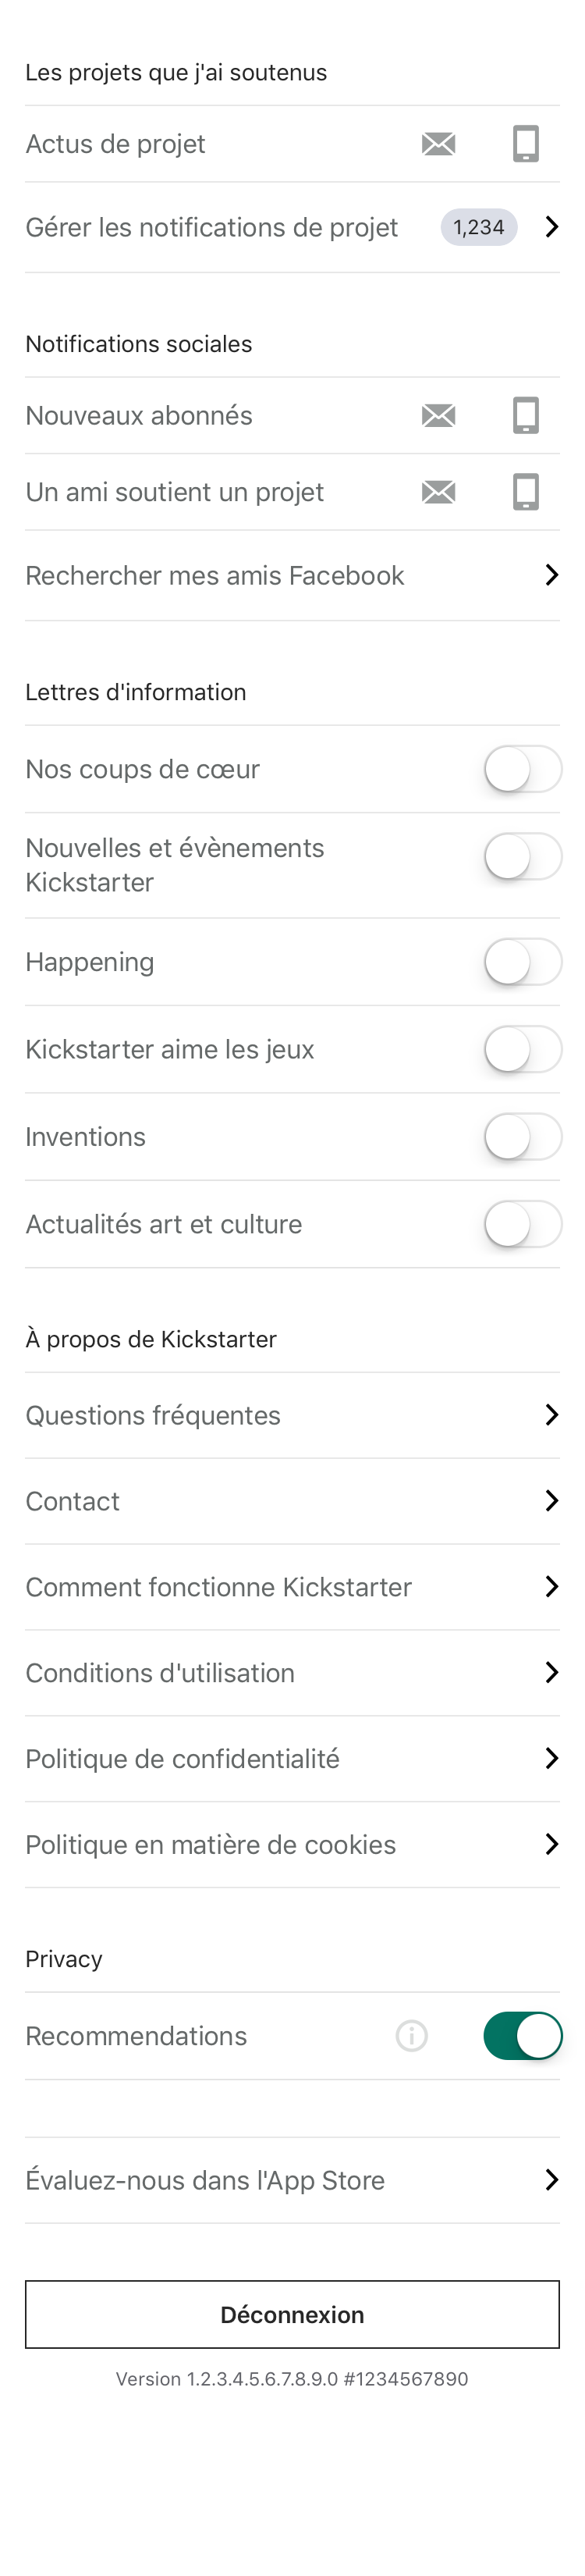 Les projets que j'ai soutenus
Actus de projet
Gérer les notifications de projet 1,234
Notifications sociales
Nouveaux abonnés
Un ami soutient un projet
Rechercher mes amis Facebook
Lettres d'information
Nos coups de cœur
Nouvelles et évènements
Kickstarter
Happening
Kickstarter aime les jeux
Inventions
Actualités art et culture
À propos de Kickstarter
Questions fréquentes
Contact
Comment fonctionne Kickstarter
Conditions d'utilisation
Politique de confidentialité
Politique en matière de cookies
Privacy
Recommendations
Évaluez-nous dans l'App Store
Déconnexion
Version 1.2.3.4.5.6.7.8.9.0 #1234567890